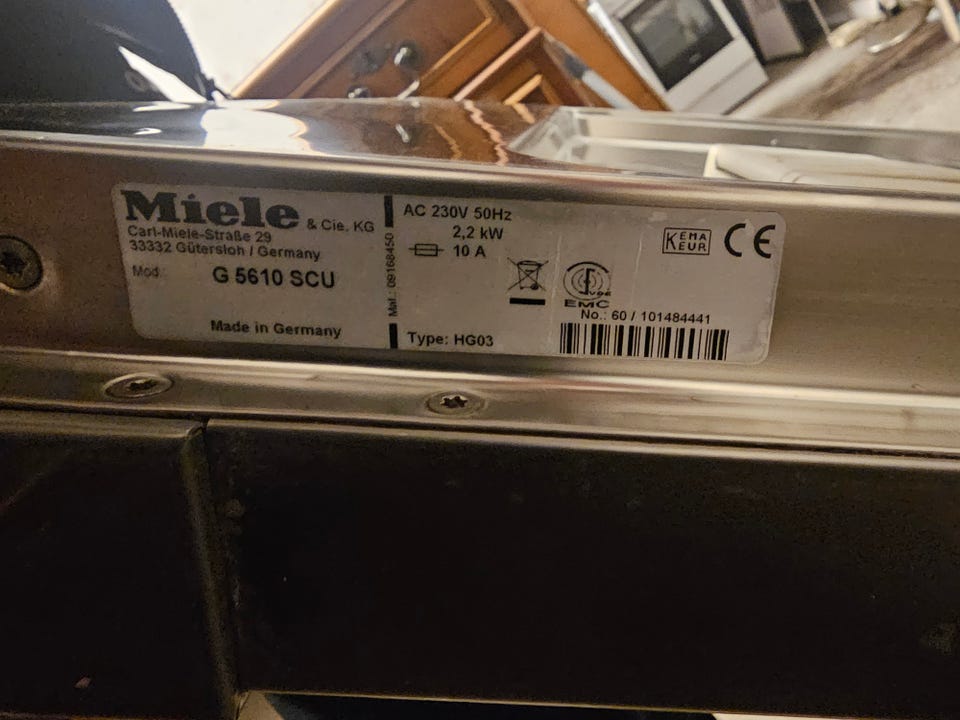 Miele & Cie. KG
Carl-Miele-Straße 29
33332 Gütersloh / Germany
Mod.: G 5610 SCU
Made in Germany
Mat.: 09168450
AC 230V 50Hz
2,2 kW
10 A
Type: HG03
KEMA
KEUR
CE
VDE
EMC
No.: 60 / 101484441